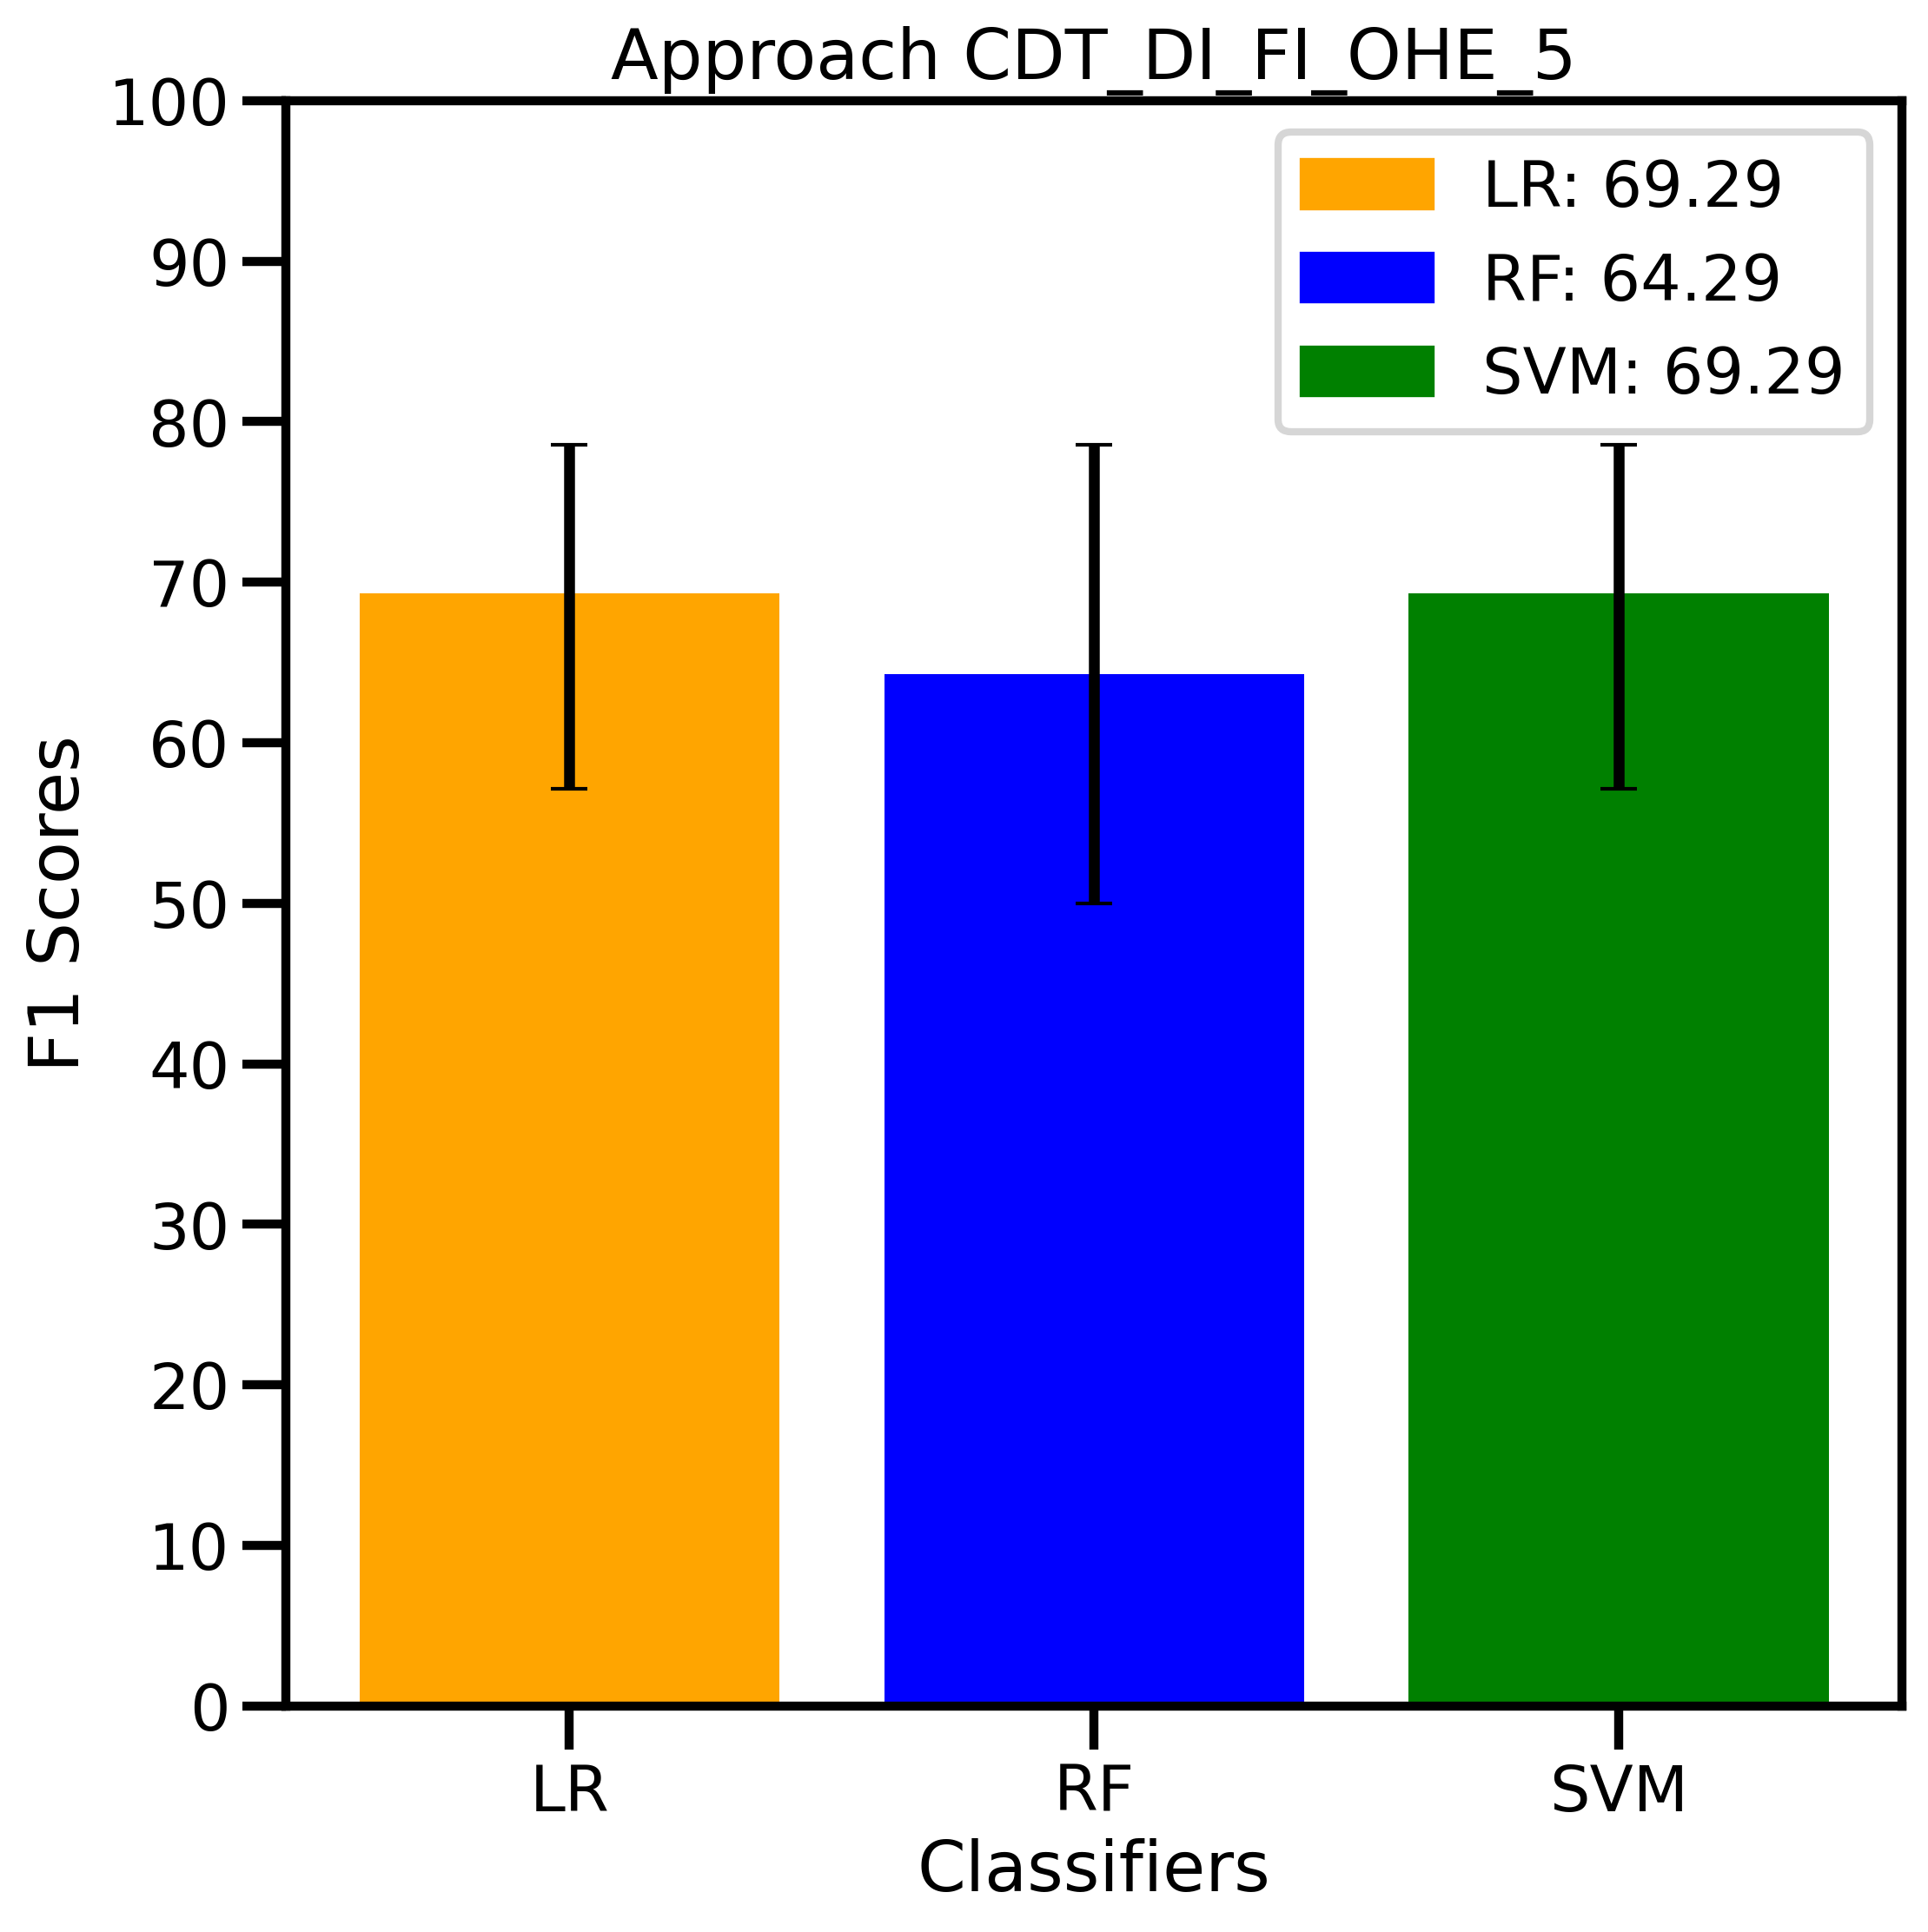 Approach CDT_DI_FI_OHE_5
100
90
80
70
60
50
40
30
20
10
0
F1 Scores
LR: 69.29
RF: 64.29
SVM: 69.29
LR
RF
SVM
Classifiers